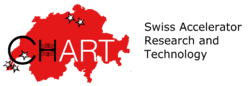 CHART
Swiss Accelerator
Research and
Technology